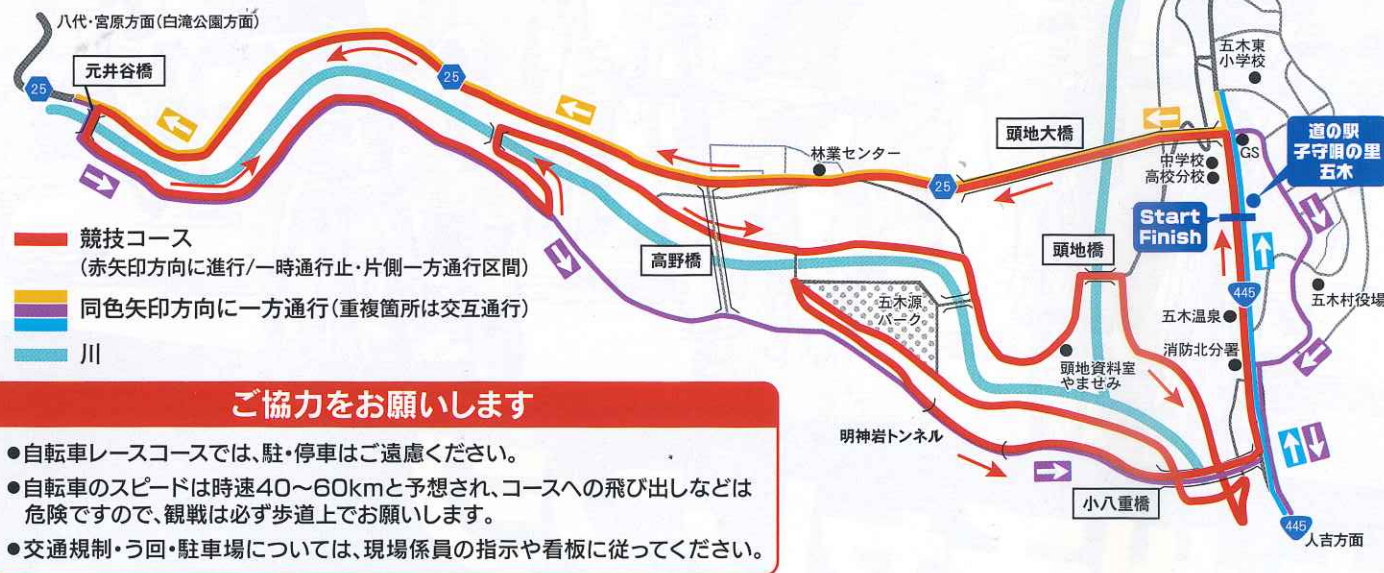 八代・宮原方面(白滝公園方面)
元井谷橋
25
25
五木東
小学校
頭地大橋
GS
道の駅
子守唄の里
五木
中学校
高校分校
林業センター
25
Start
Finish
頭地橋
高野橋
445
五木村役場
五木源
パーク
五木温泉
消防北分署
頭地資料室
やませみ
明神岩トンネル
小八重橋
445
人吉方面
競技コース
(赤矢印方向に進行/一時通行止・片側一方通行区間)
同色矢印方向に一方通行(重複箇所は交互通行)
川
ご協力をお願いします
●自転車レースコースでは、駐・停車はご遠慮ください。
●自転車のスピードは時速40〜60kmと予想され、コースへの飛び出しなどは
危険ですので、観戦は必ず歩道上でお願いします。
●交通規制・う回・駐車場については、現場係員の指示や看板に従ってください。